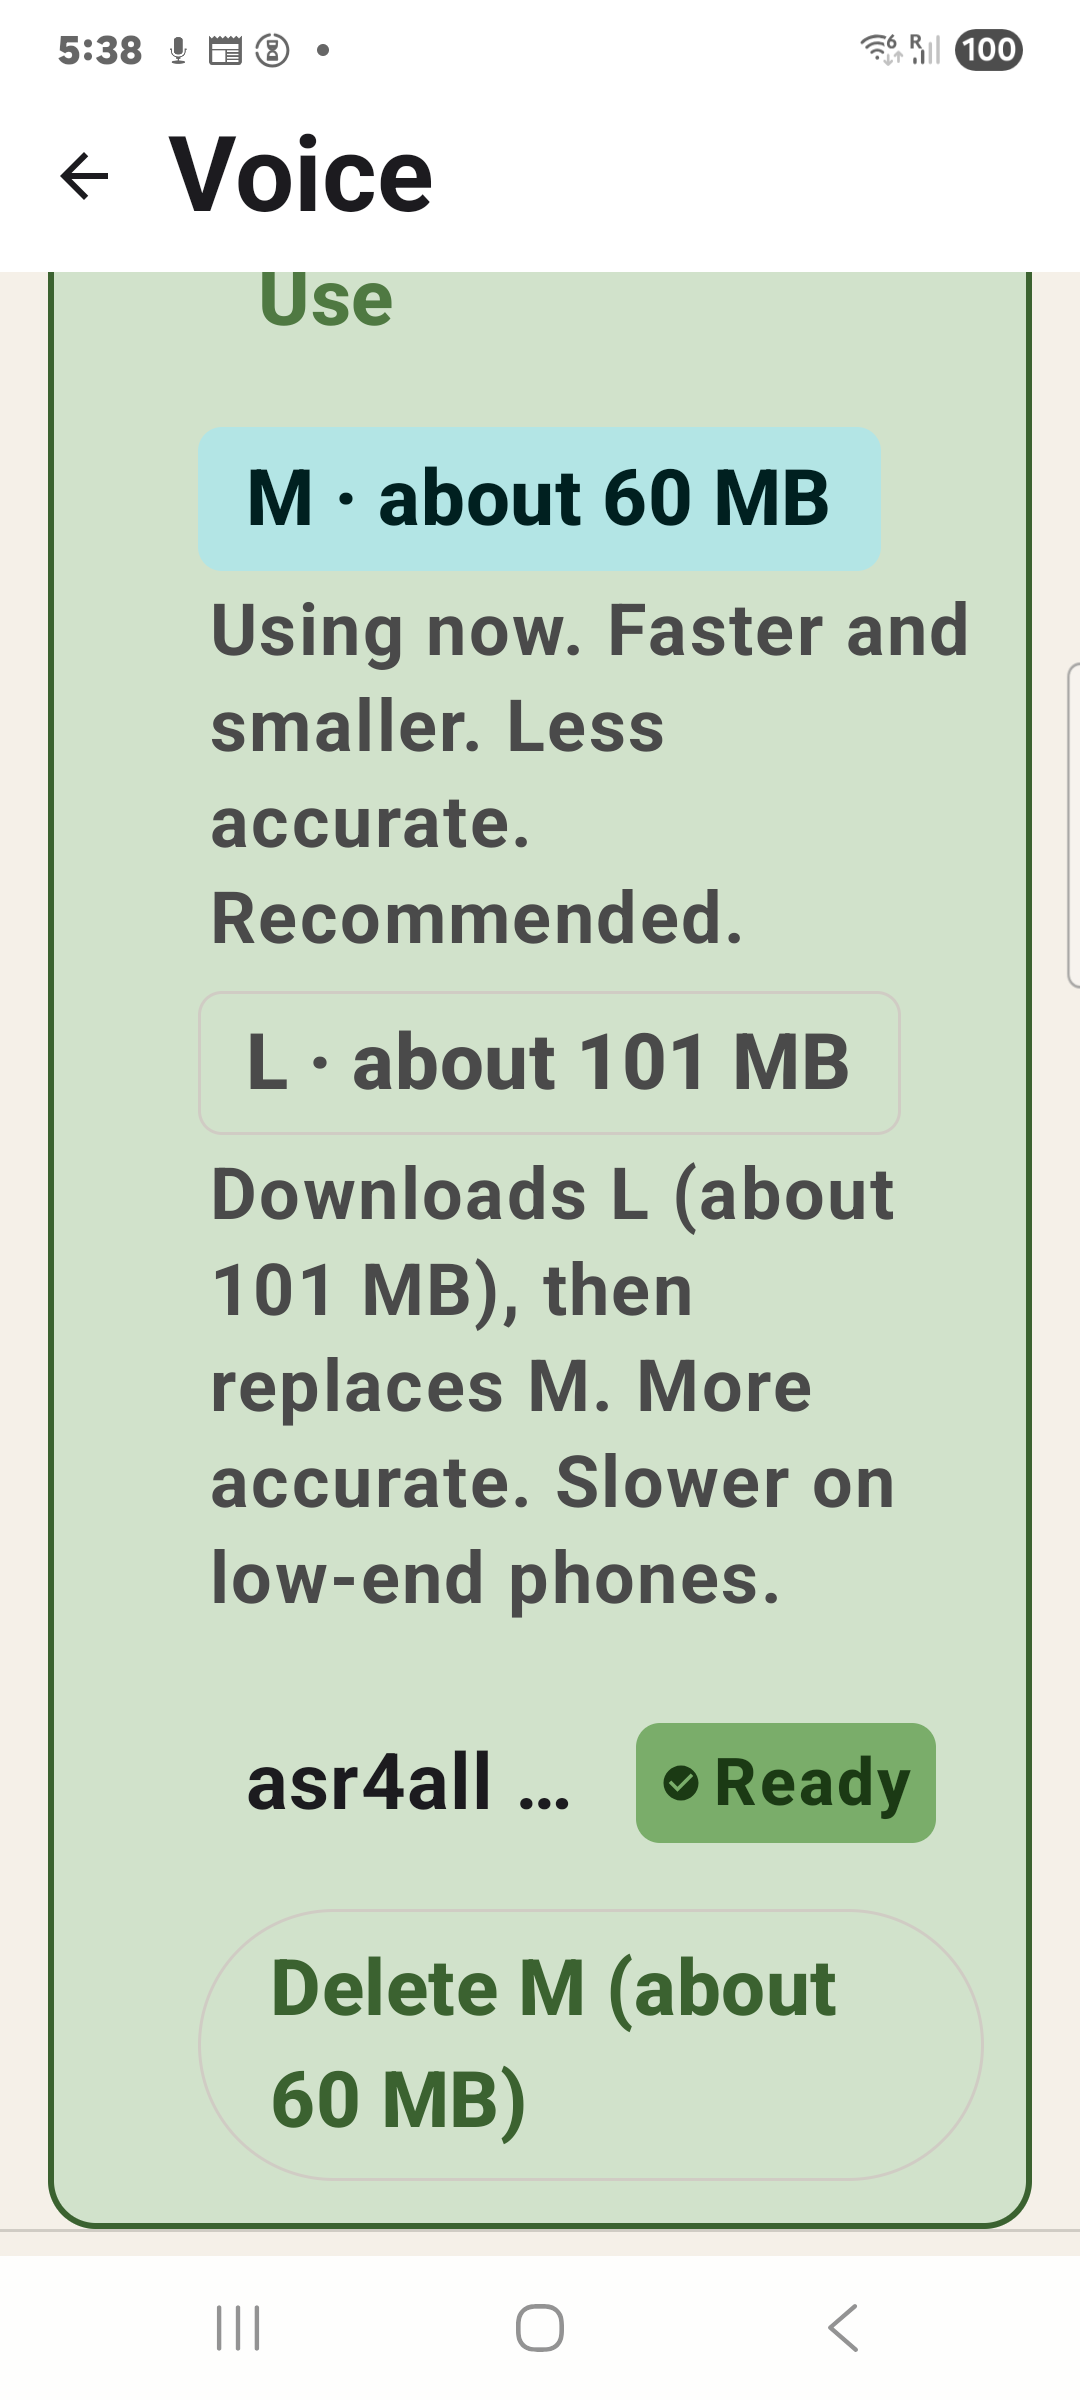 5:38
R
6
100
Voice
Use
M · about 60 MB
Using now. Faster and
smaller. Less
accurate.
Recommended.
L · about 101 MB
Downloads L (about
101 MB), then
replaces M. More
accurate. Slower on
low-end phones.
asr4all ...
Ready
Delete M (about
60 MB)